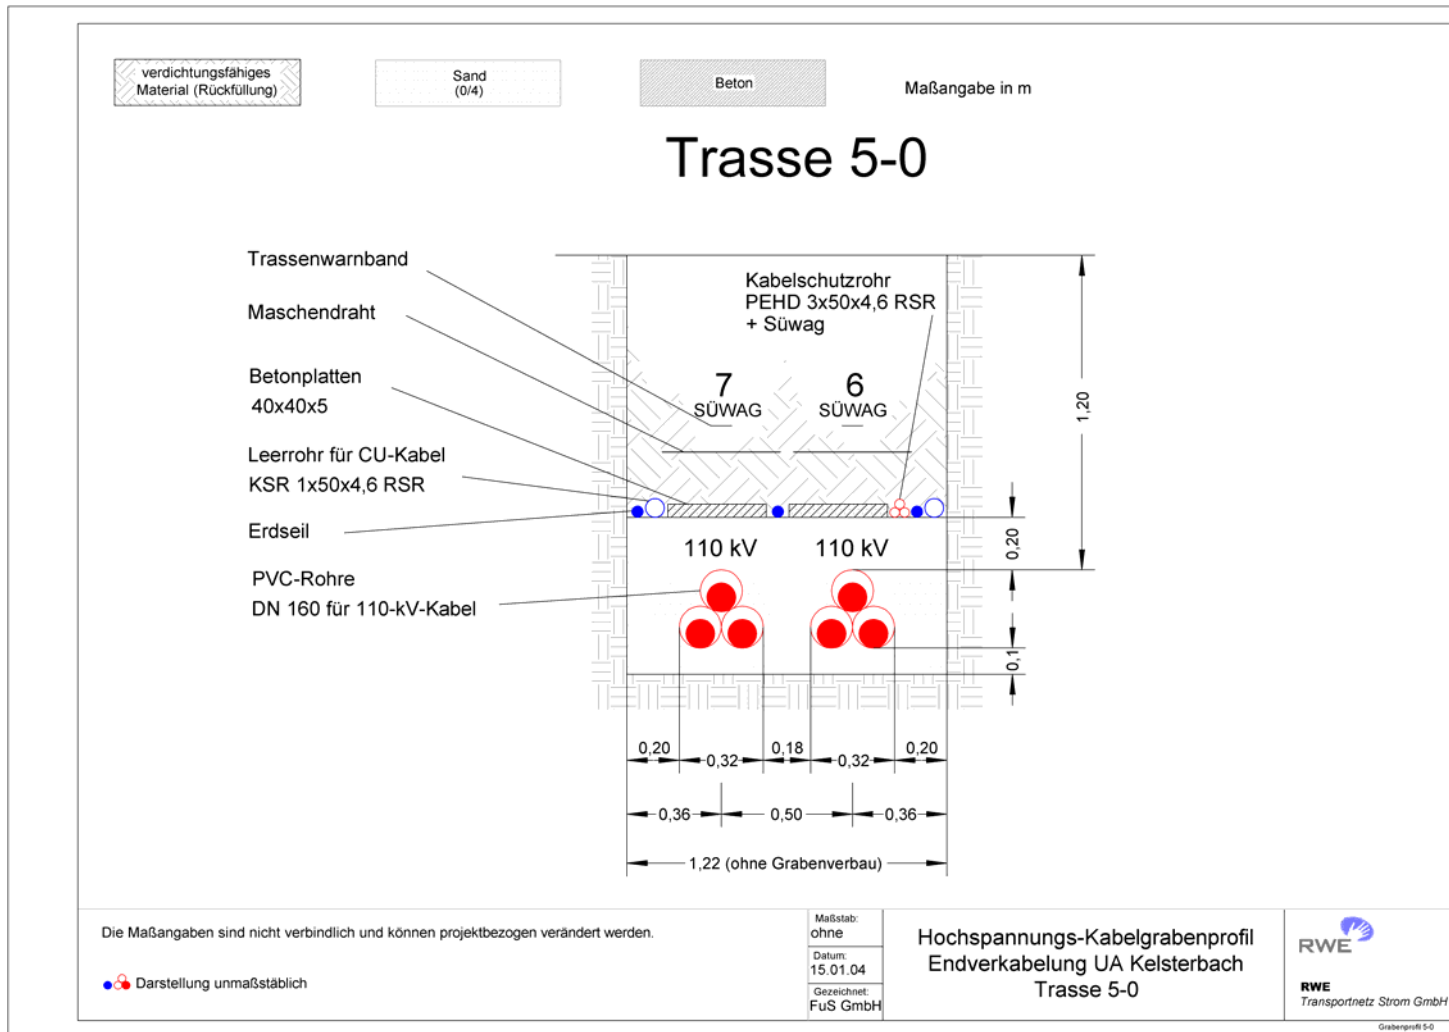 verdichtungsfähiges
Material (Rückfüllung)
Sand
(0/4)
Beton
Maßangabe in m
Trasse 5-0
Trassenwarnband
Maschendraht
Betonplatten
40x40x5
Leerrohr für CU-Kabel
KSR 1x50x4,6 RSR
Erdseil
PVC-Rohre
DN 160 für 110-kV-Kabel
Kabelschutzrohr
PEHD 3x50x4,6 RSR
+ Süwag
7
SÜWAG
6
SÜWAG
110 kV
110 kV
1,20
0,20
0,1
0,20
0,32
0,18
0,32
0,20
0,36
0,50
0,36
1,22 (ohne Grabenverbau)
Die Maßangaben sind nicht verbindlich und können projektbezogen verändert werden.
Darstellung unmaßstäblich
Maßstab:
ohne
Datum:
15.01.04
Gezeichnet:
FuS GmbH
Hochspannungs-Kabelgrabenprofil
Endverkabelung UA Kelsterbach
Trasse 5-0
RWE
RWE
Transportnetz Strom GmbH
Grabenprofil 5-0